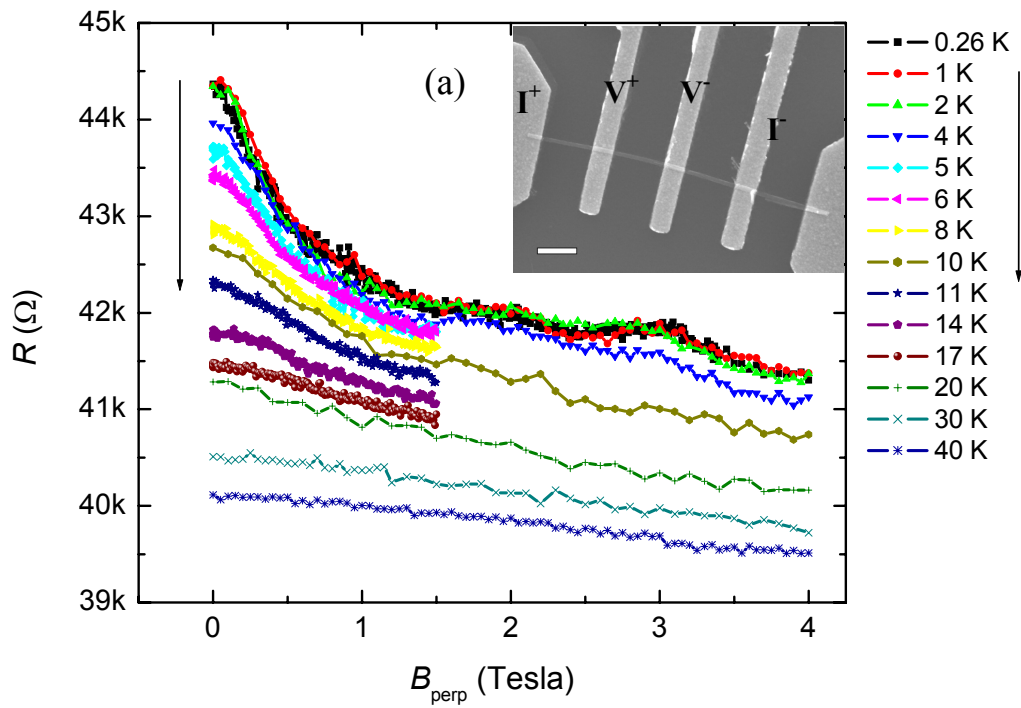 45k
44k
43k
42k
41k
40k
39k
R (Ω)
0
1
2
3
4
B_perp (Tesla)
(a)
I⁺
V⁺
V⁻
I⁻
0.26 K
1 K
2 K
4 K
5 K
6 K
8 K
10 K
11 K
14 K
17 K
20 K
30 K
40 K